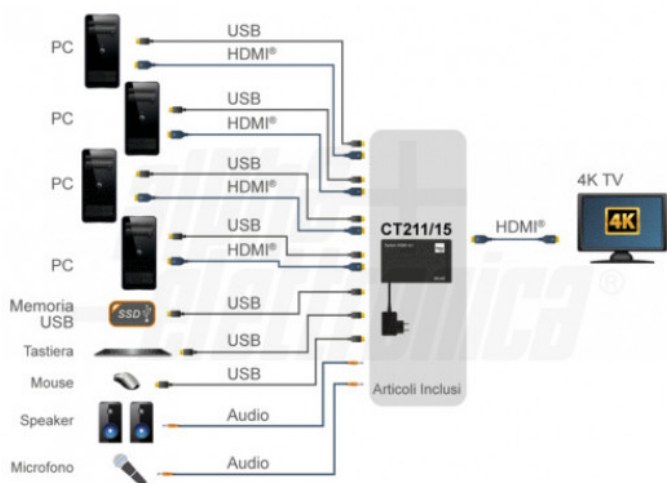 PC
USB
HDMI®
PC
USB
HDMI®
PC
USB
HDMI®
PC
USB
HDMI®
Memoria
USB
SSD
USB
Tastiera
USB
Mouse
USB
Speaker
Audio
Microfono
Audio
CT211/15
Articoli Inclusi
HDMI®
4K TV
4K
elettronica®